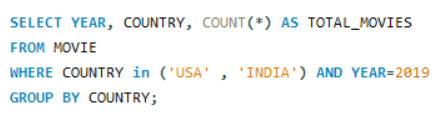 SELECT YEAR, COUNTRY, COUNT(*) AS TOTAL_MOVIES
FROM MOVIE
WHERE COUNTRY in ('USA' , 'INDIA') AND YEAR=2019
GROUP BY COUNTRY;